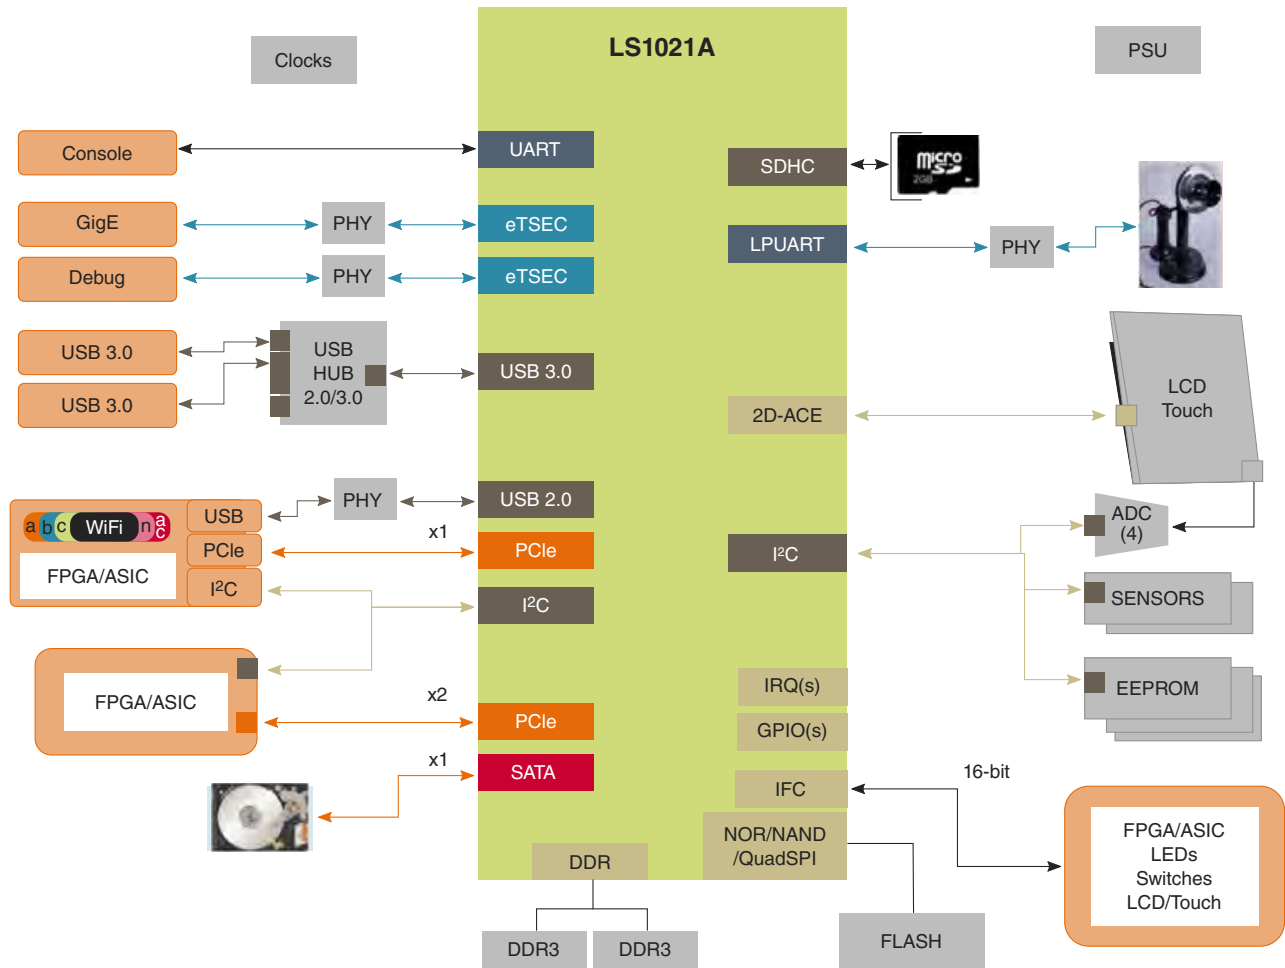 LS1021A
Clocks
PSU
Console
UART
SDHC
micro
SD
2GB
GigE
PHY
eTSEC
LPUART
PHY
Debug
PHY
eTSEC
USB 3.0
USB 3.0
USB
HUB
2.0/3.0
USB 3.0
2D-ACE
LCD
Touch
a b c WiFi n ac
FPGA/ASIC
USB
PCIe
I²C
PHY
USB 2.0
x1
PCIe
I²C
I²C
ADC
(4)
SENSORS
EEPROM
FPGA/ASIC
x2
PCIe
x1
SATA
IRQ(s)
GPIO(s)
IFC
16-bit
NOR/NAND
/QuadSPI
FPGA/ASIC
LEDs
Switches
LCD/Touch
DDR
DDR3
DDR3
FLASH